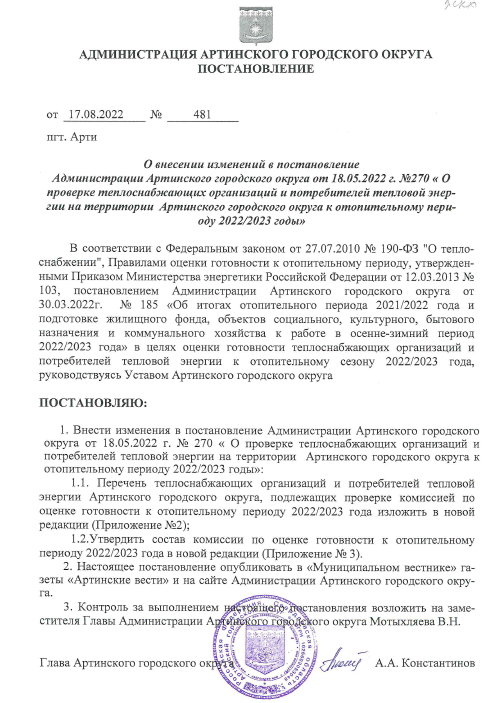 АДМИНИСТРАЦИЯ АРТИНСКОГО ГОРОДСКОГО ОКРУГА
ПОСТАНОВЛЕНИЕ
от 17.08.2022 № 481
пгт. Арти
О внесении изменений в постановление
Администрации Артинского городского округа от 18.05.2022 г. №270 « О
проверке теплоснабжающих организаций и потребителей тепловой энер-
гии на территории Артинского городского округа к отопительному пери-
оду 2022/2023 годы»
В соответствии с Федеральным законом от 27.07.2010 № 190-ФЗ "О тепло-
снабжении", Правилами оценки готовности к отопительному периоду, утвержден-
ными Приказом Министерства энергетики Российской Федерации от 12.03.2013 №
103, постановлением Администрации Артинского городского округа от
30.03.2022г. № 185 «Об итогах отопительного периода 2021/2022 года и
подготовке жилищного фонда, объектов социального, культурного, бытового
назначения и коммунального хозяйства к работе в осенне-зимний период
2022/2023 года» в целях оценки готовности теплоснабжающих организаций и
потребителей тепловой энергии к отопительному сезону 2022/2023 года,
руководствуясь Уставом Артинского городского округа
ПОСТАНОВЛЯЮ:
1. Внести изменения в постановление Администрации Артинского городского
округа от 18.05.2022 г. № 270 « О проверке теплоснабжающих организаций и
потребителей тепловой энергии на территории Артинского городского округа к
отопительному периоду 2022/2023 годы»:
1.1. Перечень теплоснабжающих организаций и потребителей тепловой
энергии Артинского городского округа, подлежащих проверке комиссией по
оценке готовности к отопительному периоду 2022/2023 года изложить в новой
редакции (Приложение №2);
1.2.Утвердить состав комиссии по оценке готовности к отопительному
периоду 2022/2023 года в новой редакции (Приложение № 3).
2. Настоящее постановление опубликовать в «Муниципальном вестнике» га-
зеты «Артинские вести» и на сайте Администрации Артинского городского окру-
га.
3. Контроль за выполнением настоящего постановления возложить на заме-
стителя Главы Администрации Артинского городского округа Мотыхляева В.Н.
Глава Артинского городского округа А.А. Константинов